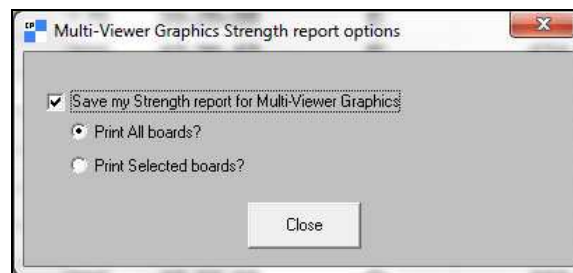 CP
Multi-Viewer Graphics Strength report options
Save my Strength report for Multi-Viewer Graphics
Print All boards?
Print Selected boards?
Close